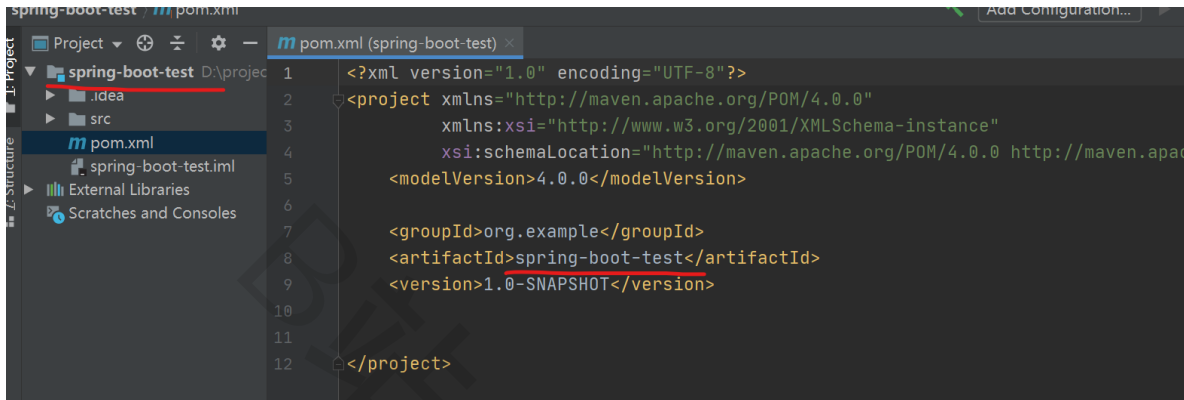 spring-boot-test / m pom.xml
Add Configuration...
Project
m pom.xml (spring-boot-test) ×
1: Project
spring-boot-test D:\projec
.idea
src
m pom.xml
spring-boot-test.iml
External Libraries
Scratches and Consoles
Z: Structure
1 <?xml version="1.0" encoding="UTF-8"?>
2 <project xmlns="http://maven.apache.org/POM/4.0.0"
3 xmlns:xsi="http://www.w3.org/2001/XMLSchema-instance"
4 xsi:schemaLocation="http://maven.apache.org/POM/4.0.0 http://maven.apac
5 <modelVersion>4.0.0</modelVersion>
6
7 <groupId>org.example</groupId>
8 <artifactId>spring-boot-test</artifactId>
9 <version>1.0-SNAPSHOT</version>
10
11
12 </project>
B站